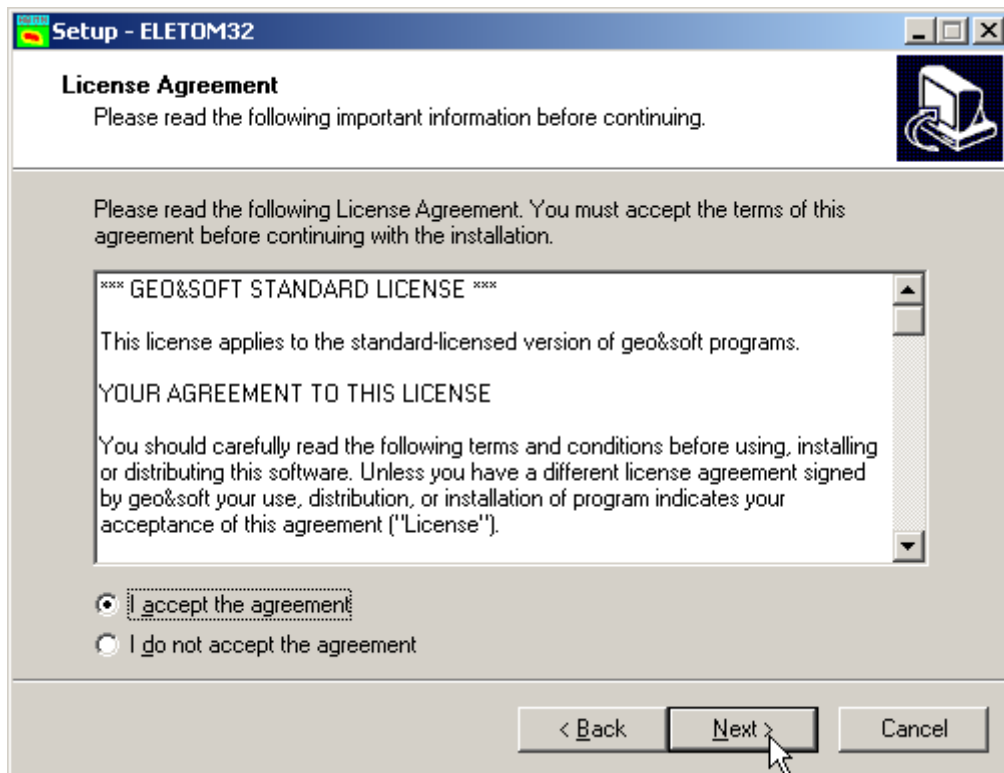 Setup - ELETOM32
License Agreement
Please read the following important information before continuing.
Please read the following License Agreement. You must accept the terms of this
agreement before continuing with the installation.
*** GEO&SOFT STANDARD LICENSE ***
This license applies to the standard-licensed version of geo&soft programs.
YOUR AGREEMENT TO THIS LICENSE
You should carefully read the following terms and conditions before using, installing
or distributing this software. Unless you have a different license agreement signed
by geo&soft your use, distribution, or installation of program indicates your
acceptance of this agreement ("License").
I accept the agreement
I do not accept the agreement
< Back Next > Cancel